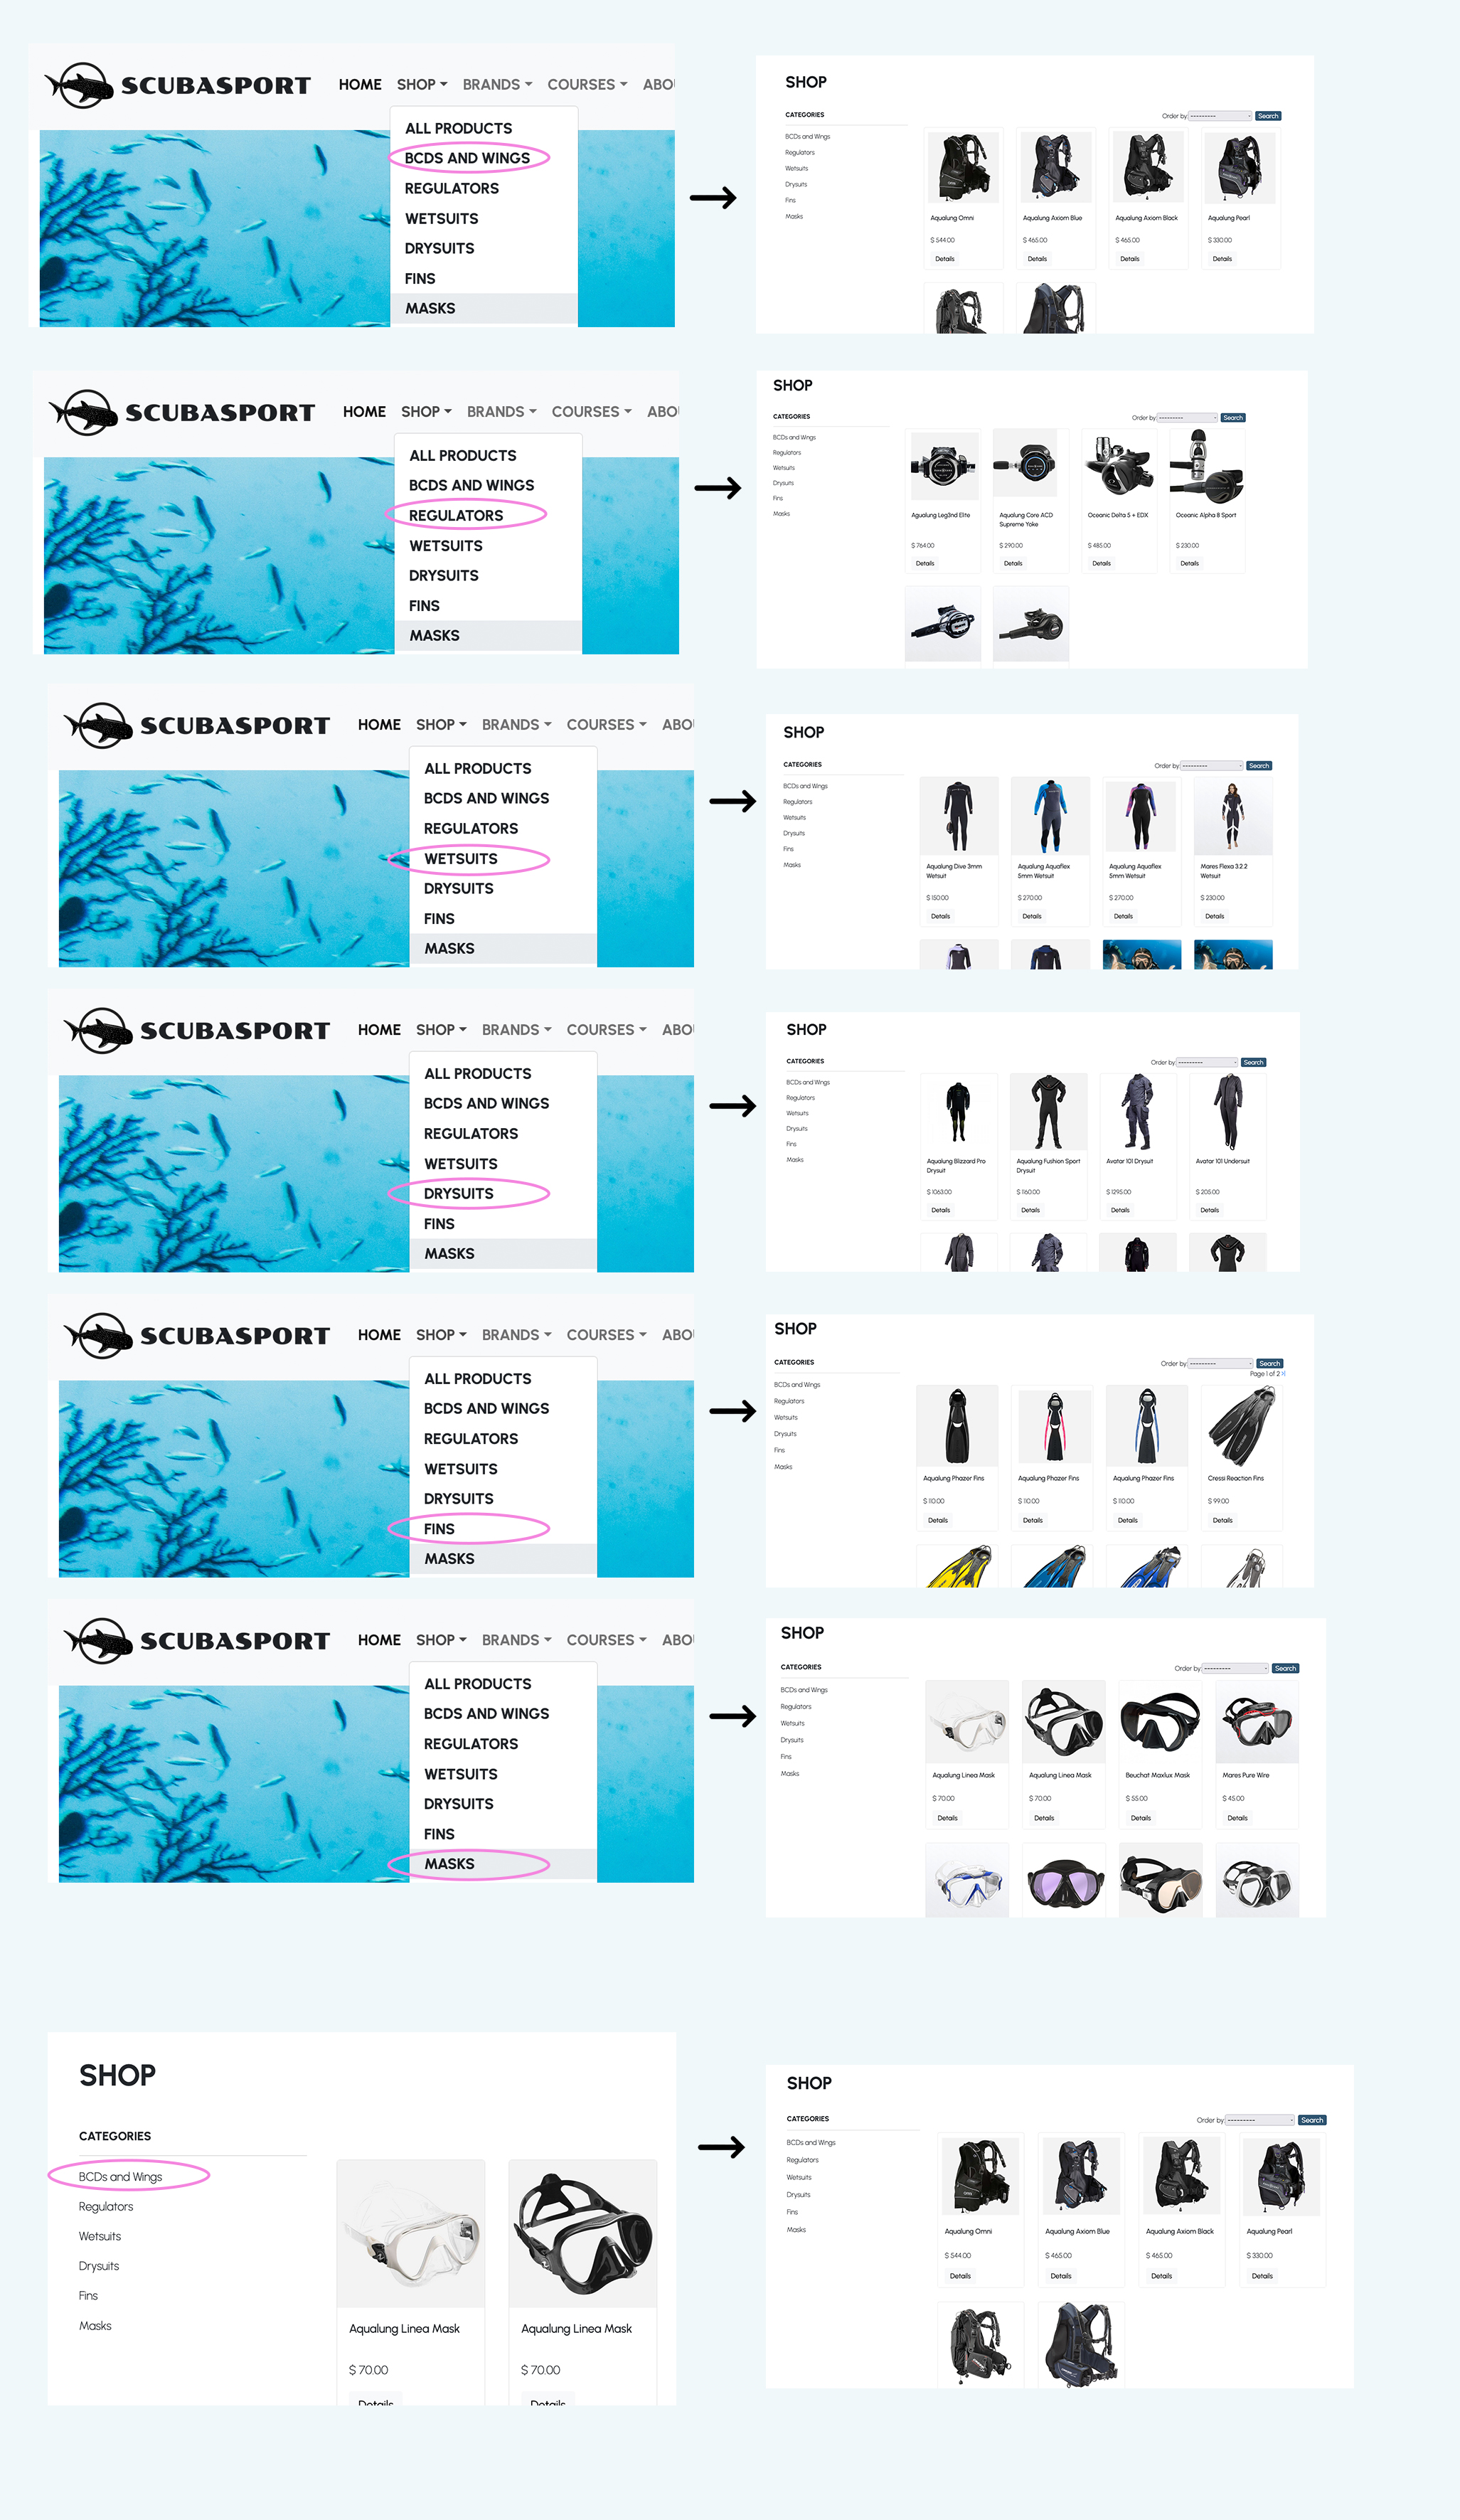 SCUBASPORT HOME SHOP BRANDS COURSES ABOU
ALL PRODUCTS
BCDS AND WINGS
REGULATORS
WETSUITS
DRYSUITS
FINS
MASKS
SHOP
CATEGORIES
Order by: --------- Search
BCDs and Wings
Regulators
Wetsuits
Drysuits
Fins
Masks
Aqualung Omni Aqualung Axiom Blue Aqualung Axiom Black Aqualung Pearl
$ 544.00 $ 465.00 $ 465.00 $ 330.00
Details Details Details Details
SCUBASPORT HOME SHOP BRANDS COURSES ABOU
ALL PRODUCTS
BCDS AND WINGS
REGULATORS
WETSUITS
DRYSUITS
FINS
MASKS
SHOP
CATEGORIES
Order by: --------- Search
BCDs and Wings
Regulators
Wetsuits
Drysuits
Fins
Masks
Aqualung Leg3nd Elite Aqualung Core ACD Oceanic Delta 5 + EDX Oceanic Alpha 8 Sport
Supreme Yoke
$ 764.00 $ 290.00 $ 485.00 $ 230.00
Details Details Details Details
SCUBASPORT HOME SHOP BRANDS COURSES ABOU
ALL PRODUCTS
BCDS AND WINGS
REGULATORS
WETSUITS
DRYSUITS
FINS
MASKS
SHOP
CATEGORIES
Order by: --------- Search
BCDs and Wings
Regulators
Wetsuits
Drysuits
Fins
Masks
Aqualung Dive 3mm Aqualung Aquaflex Aqualung Aquaflex Mares Flexa 3.2.2
Wetsuit 5mm Wetsuit 5mm Wetsuit Wetsuit
$ 150.00 $ 270.00 $ 270.00 $ 230.00
Details Details Details Details
SCUBASPORT HOME SHOP BRANDS COURSES ABOU
ALL PRODUCTS
BCDS AND WINGS
REGULATORS
WETSUITS
DRYSUITS
FINS
MASKS
SHOP
CATEGORIES
Order by: --------- Search
BCDs and Wings
Regulators
Wetsuits
Drysuits
Fins
Masks
Aqualung Blizzard Pro Aqualung Fushion Sport Avatar 101 Drysuit Avatar 101 Undersuit
Drysuit Drysuit
$ 1063.00 $ 1160.00 $ 1295.00 $ 205.00
Details Details Details Details
SCUBASPORT HOME SHOP BRANDS COURSES ABOU
ALL PRODUCTS
BCDS AND WINGS
REGULATORS
WETSUITS
DRYSUITS
FINS
MASKS
SHOP
CATEGORIES
Order by: --------- Search
Page 1 of 2
BCDs and Wings
Regulators
Wetsuits
Drysuits
Fins
Masks
Aqualung Phazer Fins Aqualung Phazer Fins Aqualung Phazer Fins Cressi Reaction Fins
$ 110.00 $ 110.00 $ 110.00 $ 99.00
Details Details Details Details
SCUBASPORT HOME SHOP BRANDS COURSES ABOU
ALL PRODUCTS
BCDS AND WINGS
REGULATORS
WETSUITS
DRYSUITS
FINS
MASKS
SHOP
CATEGORIES
Order by: --------- Search
BCDs and Wings
Regulators
Wetsuits
Drysuits
Fins
Masks
Aqualung Linea Mask Aqualung Linea Mask Beuchat Maxlux Mask Mares Pure Wire
$ 70.00 $ 70.00 $ 55.00 $ 45.00
Details Details Details Details
SHOP
CATEGORIES
BCDs and Wings
Regulators
Wetsuits
Drysuits
Fins
Masks
Aqualung Linea Mask Aqualung Linea Mask
$ 70.00 $ 70.00
Details Details
SHOP
CATEGORIES
Order by: --------- Search
BCDs and Wings
Regulators
Wetsuits
Drysuits
Fins
Masks
Aqualung Omni Aqualung Axiom Blue Aqualung Axiom Black Aqualung Pearl
$ 544.00 $ 465.00 $ 465.00 $ 330.00
Details Details Details Details